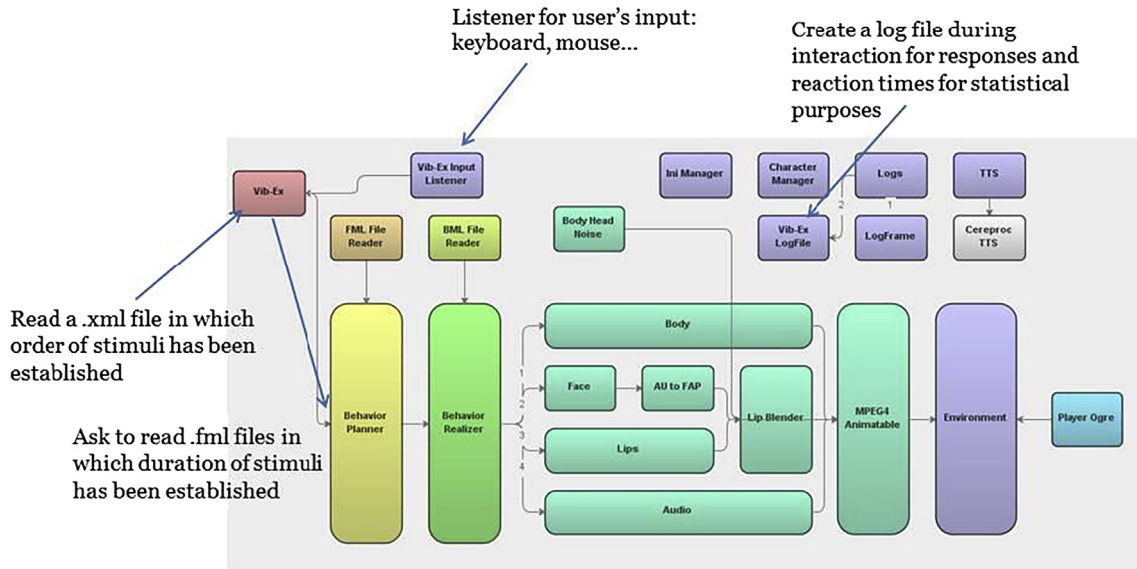 Listener for user's input:
keyboard, mouse...
Create a log file during
interaction for responses and
reaction times for statistical
purposes
Vib-Ex
Vib-Ex Input
Listener
Ini Manager
Character
Manager
Logs
TTS
2
1
FML File
Reader
BML File
Reader
Body Head
Noise
Vib-Ex
LogFile
LogFrame
Cereproc
TTS
Read a .xml file in which
order of stimuli has been
established
Ask to read .fml files in
which duration of stimuli
has been established
Behavior
Planner
Behavior
Realizer
1
2
3
4
Body
Face
AU to FAP
Lips
Audio
Lip Blender
MPEG4
Animatable
Environment
Player Ogre